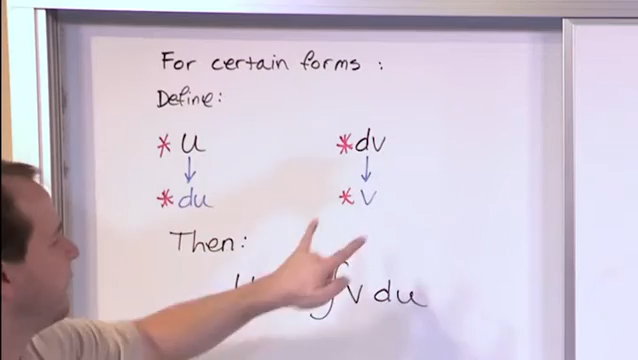 For certain forms :
Define:
* u * dv
↓ ↓
* du * v
Then:
∫ v du